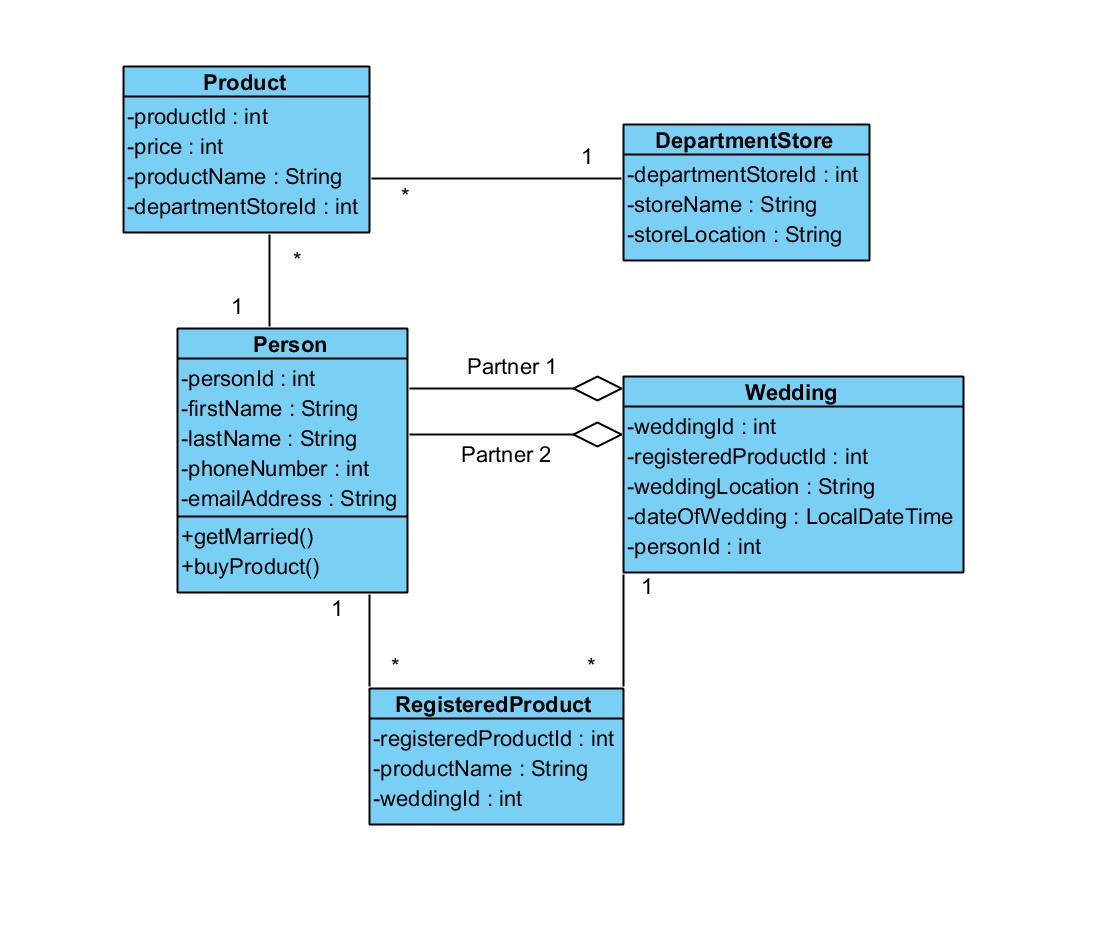 Product
-productId : int
-price : int
-productName : String
-departmentStoreId : int
*
1
DepartmentStore
-departmentStoreId : int
-storeName : String
-storeLocation : String
*
1
Person
-personId : int
-firstName : String
-lastName : String
-phoneNumber : int
-emailAddress : String
+getMarried()
+buyProduct()
Partner 1
Partner 2
Wedding
-weddingId : int
-registeredProductId : int
-weddingLocation : String
-dateOfWedding : LocalDateTime
-personId : int
1
1
*
*
RegisteredProduct
-registeredProductId : int
-productName : String
-weddingId : int